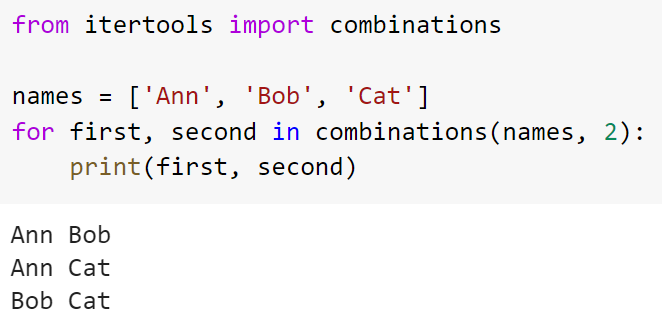 from itertools import combinations
names = ['Ann', 'Bob', 'Cat']
for first, second in combinations(names, 2):
    print(first, second)
Ann Bob
Ann Cat
Bob Cat